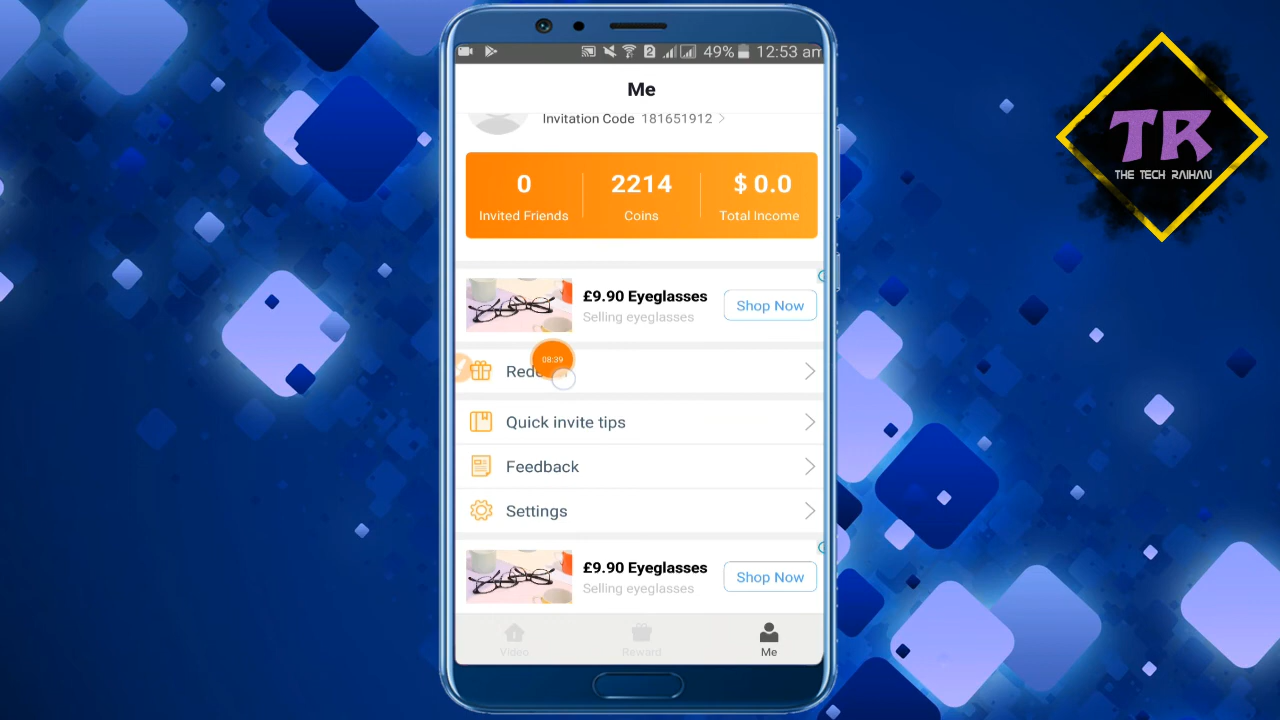 49% 12:53 am
Me
Invitation Code 181651912
0 2214 $ 0.0
Invited Friends Coins Total Income
£9.90 Eyeglasses
Selling eyeglasses
Shop Now
08:39
Quick invite tips
Feedback
Settings
£9.90 Eyeglasses
Selling eyeglasses
Shop Now
Video Reward Me
TR
THE TECH RAIHAN